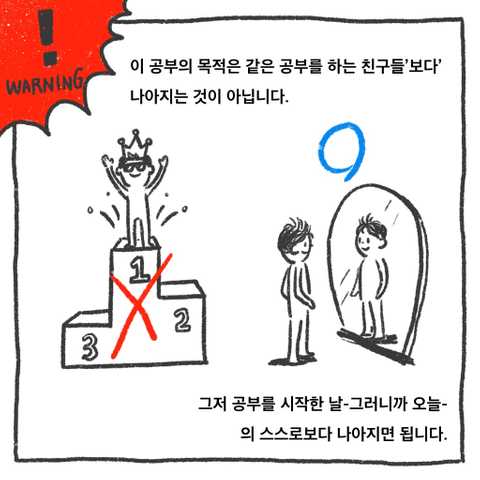 !
WARNING
이 공부의 목적은 같은 공부를 하는 친구들'보다'
나아지는 것이 아닙니다.
1
2
3
그저 공부를 시작한 날-그러니까 오늘-
의 스스로보다 나아지면 됩니다.